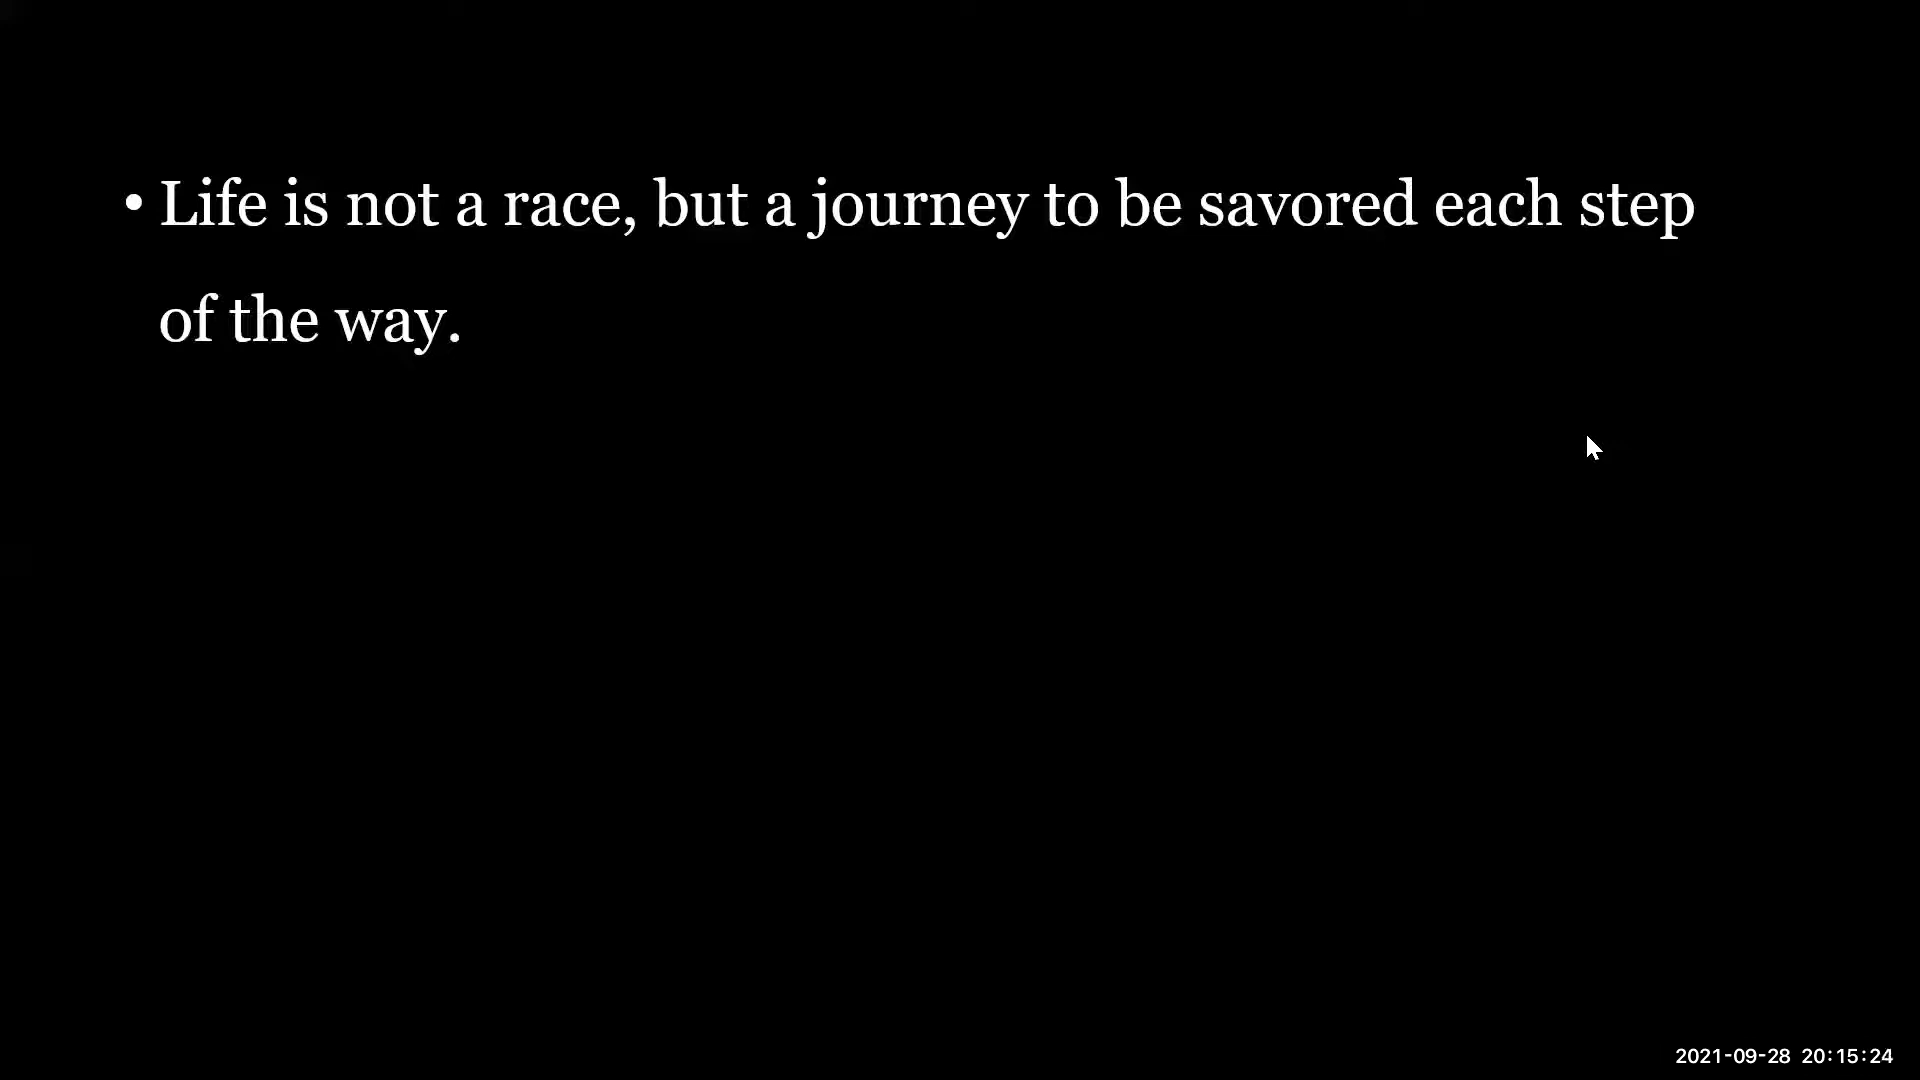 • Life is not a race, but a journey to be savored each step
of the way.
2021-09-28 20:15:24